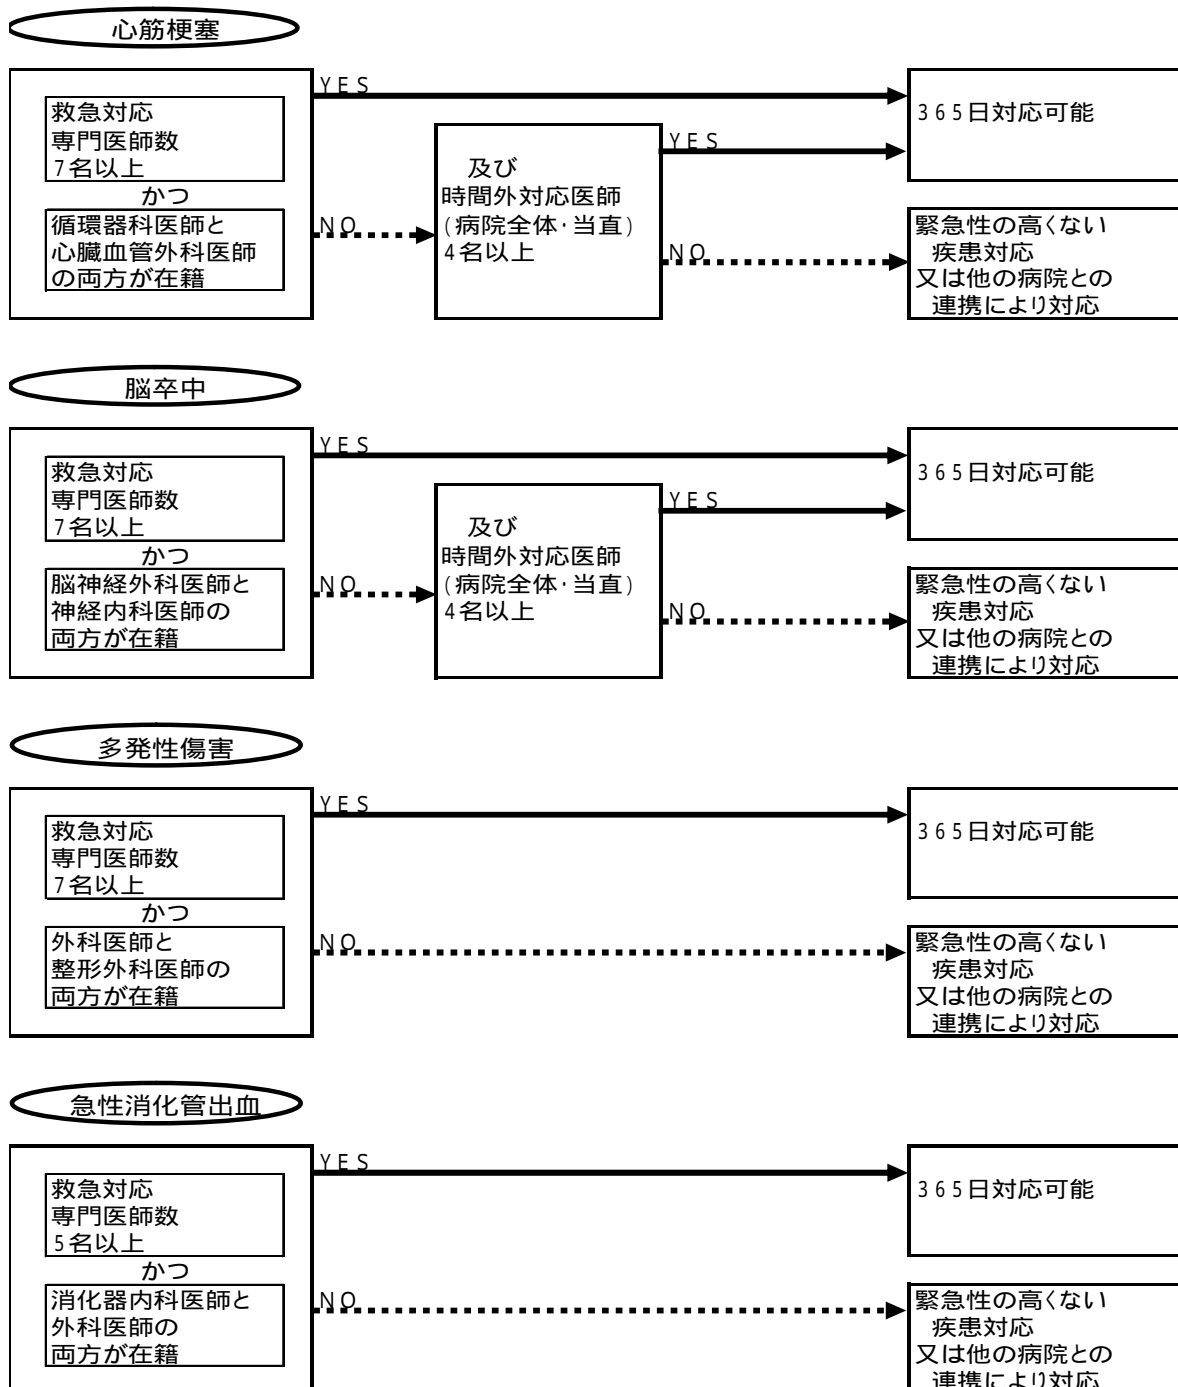 心筋梗塞
YES
救急対応
専門医師数
7名以上
かつ
循環器科医師と
心臓血管外科医師
の両方が在籍
NO
及び
時間外対応医師
(病院全体･当直)
4名以上
YES
NO
365日対応可能
緊急性の高くない
疾患対応
又は他の病院との
連携により対応
脳卒中
YES
救急対応
専門医師数
7名以上
かつ
脳神経外科医師と
神経内科医師の
両方が在籍
NO
及び
時間外対応医師
(病院全体･当直)
4名以上
YES
NO
365日対応可能
緊急性の高くない
疾患対応
又は他の病院との
連携により対応
多発性傷害
YES
救急対応
専門医師数
7名以上
かつ
外科医師と
整形外科医師の
両方が在籍
NO
365日対応可能
緊急性の高くない
疾患対応
又は他の病院との
連携により対応
急性消化管出血
YES
救急対応
専門医師数
5名以上
かつ
消化器内科医師と
外科医師の
両方が在籍
NO
365日対応可能
緊急性の高くない
疾患対応
又は他の病院との
連携により対応